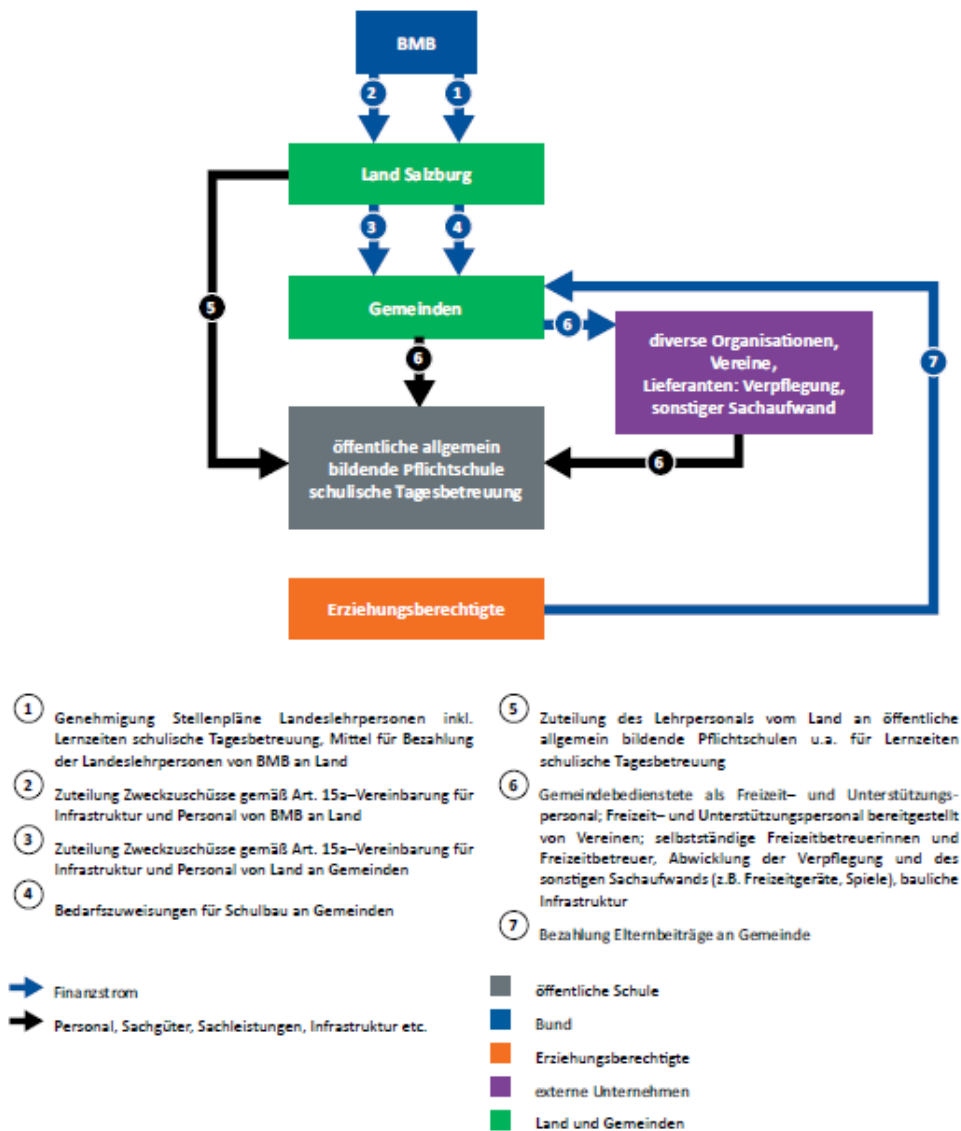 BMB
2
1
Land Salzburg
3
4
5
Gemeinden
6
6
diverse Organisationen,
Vereine,
Lieferanten: Verpflegung,
sonstiger Sachaufwand
7
öffentliche allgemein
bildende Pflichtschule
schulische Tagesbetreuung
6
Erziehungsberechtigte
1 Genehmigung Stellenpläne Landeslehrpersonen inkl.
Lernzeiten schulische Tagesbetreuung, Mittel für Bezahlung
der Landeslehrpersonen von BMB an Land
2 Zuteilung Zweckzuschüsse gemäß Art. 15a–Vereinbarung für
Infrastruktur und Personal von BMB an Land
3 Zuteilung Zweckzuschüsse gemäß Art. 15a–Vereinbarung für
Infrastruktur und Personal von Land an Gemeinden
4 Bedarfszuweisungen für Schulbau an Gemeinden
5 Zuteilung des Lehrpersonals vom Land an öffentliche
allgemein bildende Pflichtschulen u.a. für Lernzeiten
schulische Tagesbetreuung
6 Gemeindebedienstete als Freizeit– und Unterstützungs-
personal; Freizeit– und Unterstützungspersonal bereitgestellt
von Vereinen; selbstständige Freizeitbetreuerinnen und
Freizeitbetreuer, Abwicklung der Verpflegung und des
sonstigen Sachaufwands (z.B. Freizeitgeräte, Spiele), bauliche
Infrastruktur
7 Bezahlung Elternbeiträge an Gemeinde
Finanzstrom
Personal, Sachgüter, Sachleistungen, Infrastruktur etc.
öffentliche Schule
Bund
Erziehungsberechtigte
externe Unternehmen
Land und Gemeinden